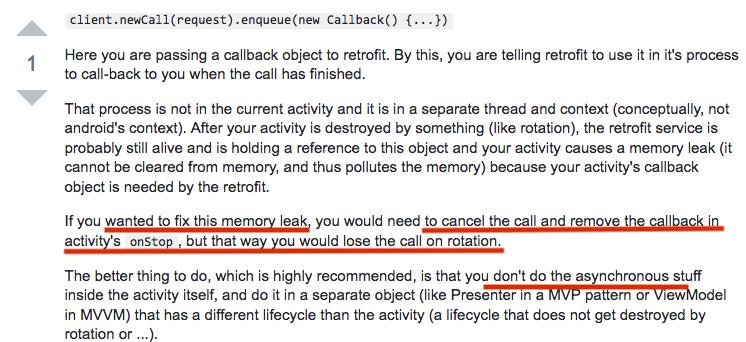 client.newCall(request).enqueue(new Callback() {...})
1
Here you are passing a callback object to retrofit. By this, you are telling retrofit to use it in it's process
to call-back to you when the call has finished.
That process is not in the current activity and it is in a separate thread and context (conceptually, not
android's context). After your activity is destroyed by something (like rotation), the retrofit service is
probably still alive and is holding a reference to this object and your activity causes a memory leak (it
cannot be cleared from memory, and thus pollutes the memory) because your activity's callback
object is needed by the retrofit.
If you wanted to fix this memory leak, you would need to cancel the call and remove the callback in
activity's onStop , but that way you would lose the call on rotation.
The better thing to do, which is highly recommended, is that you don't do the asynchronous stuff
inside the activity itself, and do it in a separate object (like Presenter in a MVP pattern or ViewModel
in MVVM) that has a different lifecycle than the activity (a lifecycle that does not get destroyed by
rotation or ...).